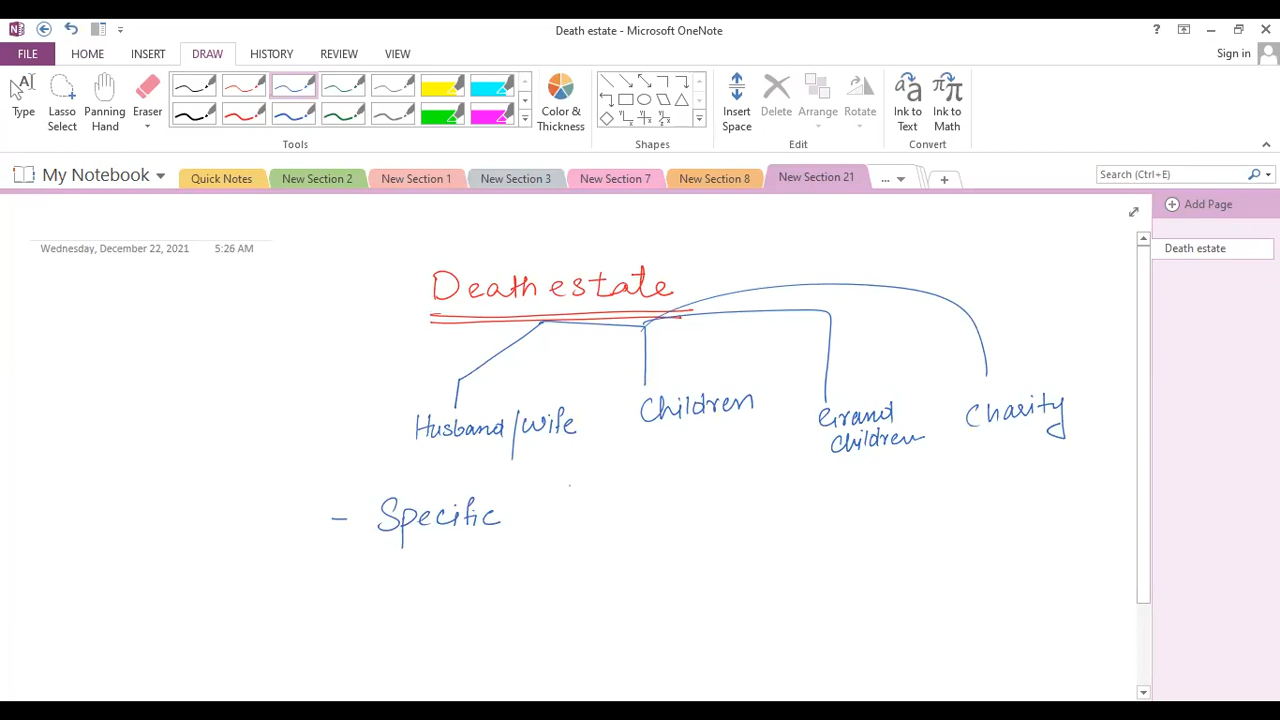 Death estate - Microsoft OneNote
FILE HOME INSERT DRAW HISTORY REVIEW VIEW
Sign in
Type
Lasso Select
Panning Hand
Eraser
Color & Thickness
Insert Space
Delete
Arrange
Rotate
Ink to Text
Ink to Math
Tools
Shapes
Edit
Convert
My Notebook
Quick Notes
New Section 2
New Section 1
New Section 3
New Section 7
New Section 8
New Section 21
...
Search (Ctrl+E)
Add Page
Death estate
Wednesday, December 22, 2021 5:26 AM
Death estate
Husband/Wife
Children
Grand
children
Charity
- Specific